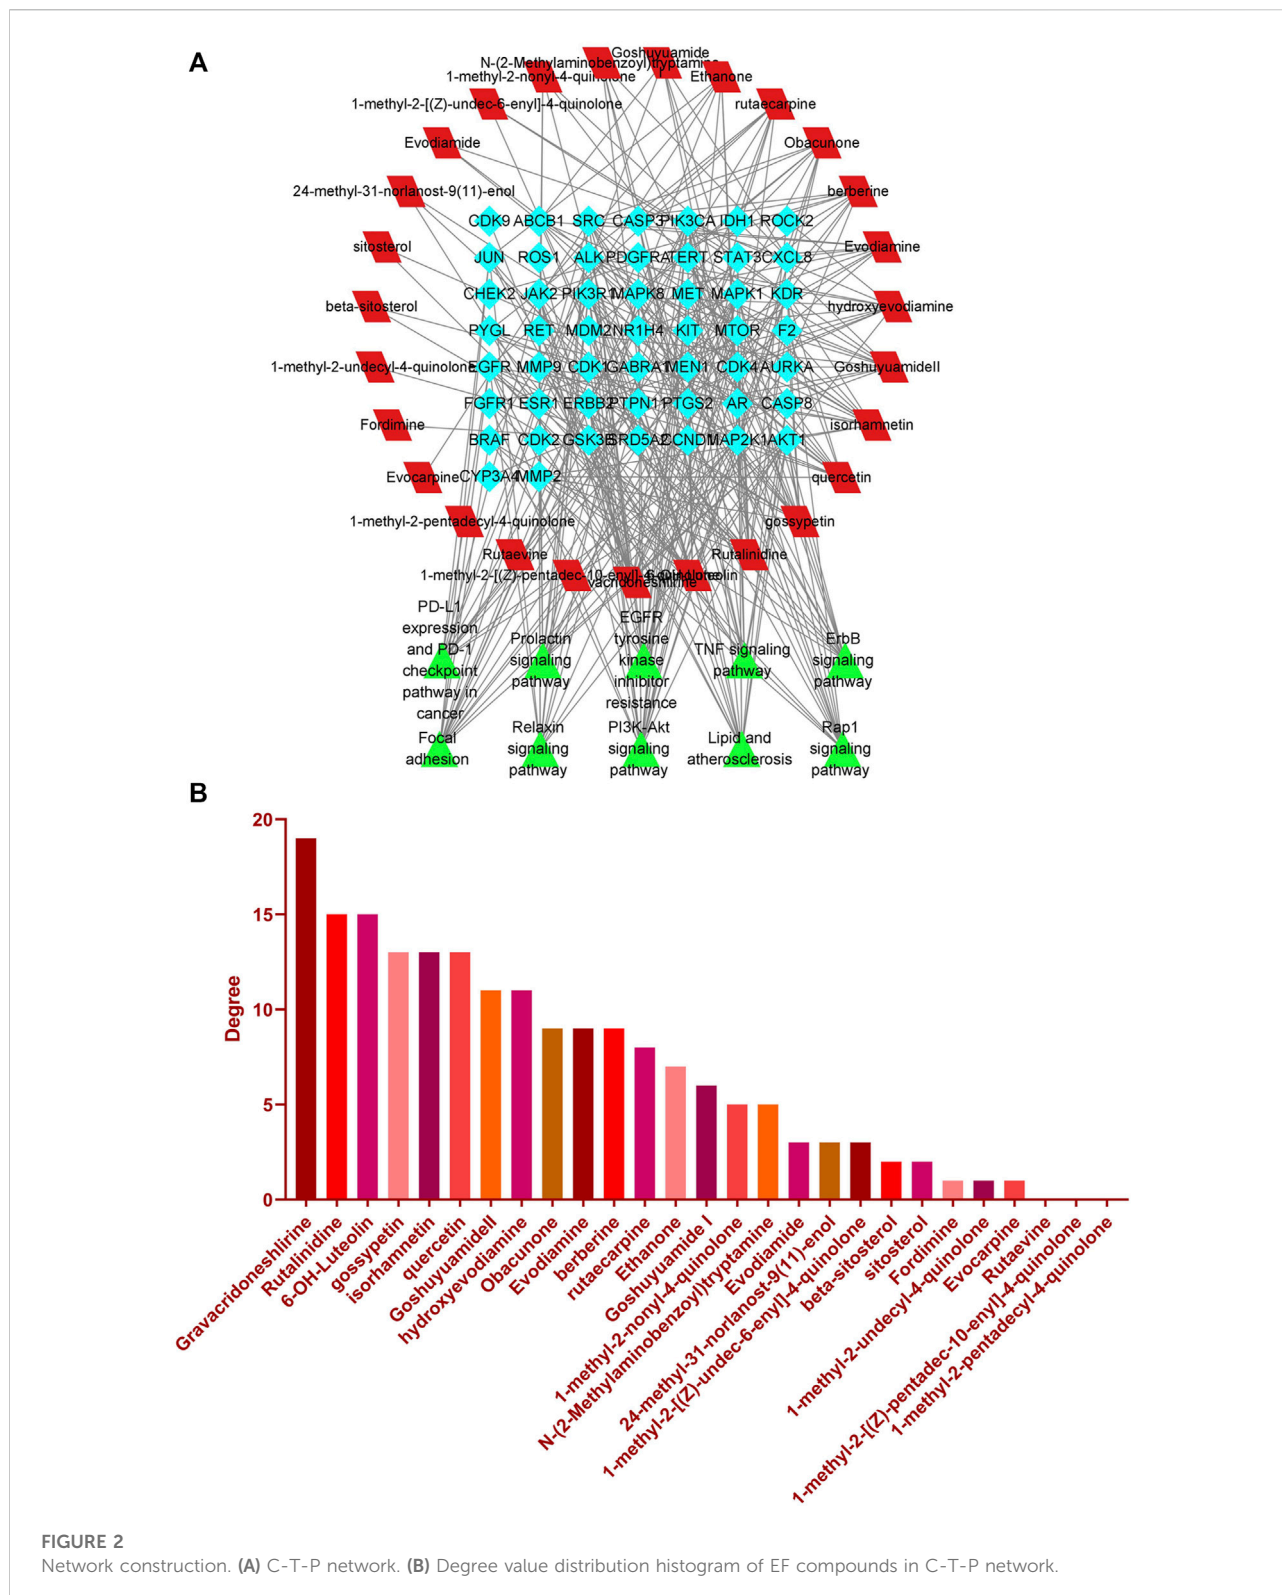 A
Goshuyuamide
I
N-(2-Methylaminobenzoyl)tryptamine
1-methyl-2-nonyl-4-quinolone
Ethanone
1-methyl-2-[(Z)-undec-6-enyl]-4-quinolone
rutaecarpine
Evodiamide
Obacunone
24-methyl-31-norlanost-9(11)-enol
berberine
CDK9 ABCB1 SRC CASP3 PIK3CA IDH1 ROCK2
sitosterol
Evodiamine
JUN ROS1 ALK PDGFRA TERT STAT3 CXCL8
CHEK2 JAK2 PIK3R1 MAPK8 MET MAPK1 KDR
beta-sitosterol
hydroxyevodiamine
PYGL RET MDM2 NR1H4 KIT MTOR F2
1-methyl-2-undecyl-4-quinolone
EGFR MMP9 CDK1 GABRA1 MEN1 CDK4 AURKA
GoshuyuamideII
FGFR1 ESR1 ERBB2 PTPN11 PTGS2 AR CASP8
Fordimine
isorhamnetin
BRAF CDK2 GSK3B SRD5A2 CCND1 MAP2K1 AKT1
Evocarpine
CYP3A4 MMP2
quercetin
1-methyl-2-pentadecyl-4-quinolone
gossypetin
Rutaevine
Rutalinidine
1-methyl-2-[(Z)-pentadec-10-enyl]-4-quinolone
PD-L1
expression
and PD-1
checkpoint
pathway in
cancer
Prolactin
signaling
pathway
EGFR
tyrosine
kinase
inhibitor
resistance
TNF signaling
pathway
ErbB
signaling
pathway
Focal
adhesion
Relaxin
signaling
pathway
PI3K-Akt
signaling
pathway
Lipid and
atherosclerosis
Rap1
signaling
pathway
B
Degree
20
15
10
5
0
Gravacridoneshlirine
Rutalinidine
6-OH-Luteolin
gossypetin
isorhamnetin
quercetin
GoshuyuamideII
hydroxyevodiamine
Obacunone
Evodiamine
berberine
rutaecarpine
Ethanone
Goshuyuamide I
1-methyl-2-nonyl-4-quinolone
N-(2-Methylaminobenzoyl)tryptamine
Evodiamide
24-methyl-31-norlanost-9(11)-enol
1-methyl-2-[(Z)-undec-6-enyl]-4-quinolone
beta-sitosterol
sitosterol
Fordimine
1-methyl-2-undecyl-4-quinolone
Evocarpine
Rutaevine
1-methyl-2-[(Z)-pentadec-10-enyl]-4-quinolone
1-methyl-2-pentadecyl-4-quinolone
FIGURE 2
Network construction. (A) C-T-P network. (B) Degree value distribution histogram of EF compounds in C-T-P network.